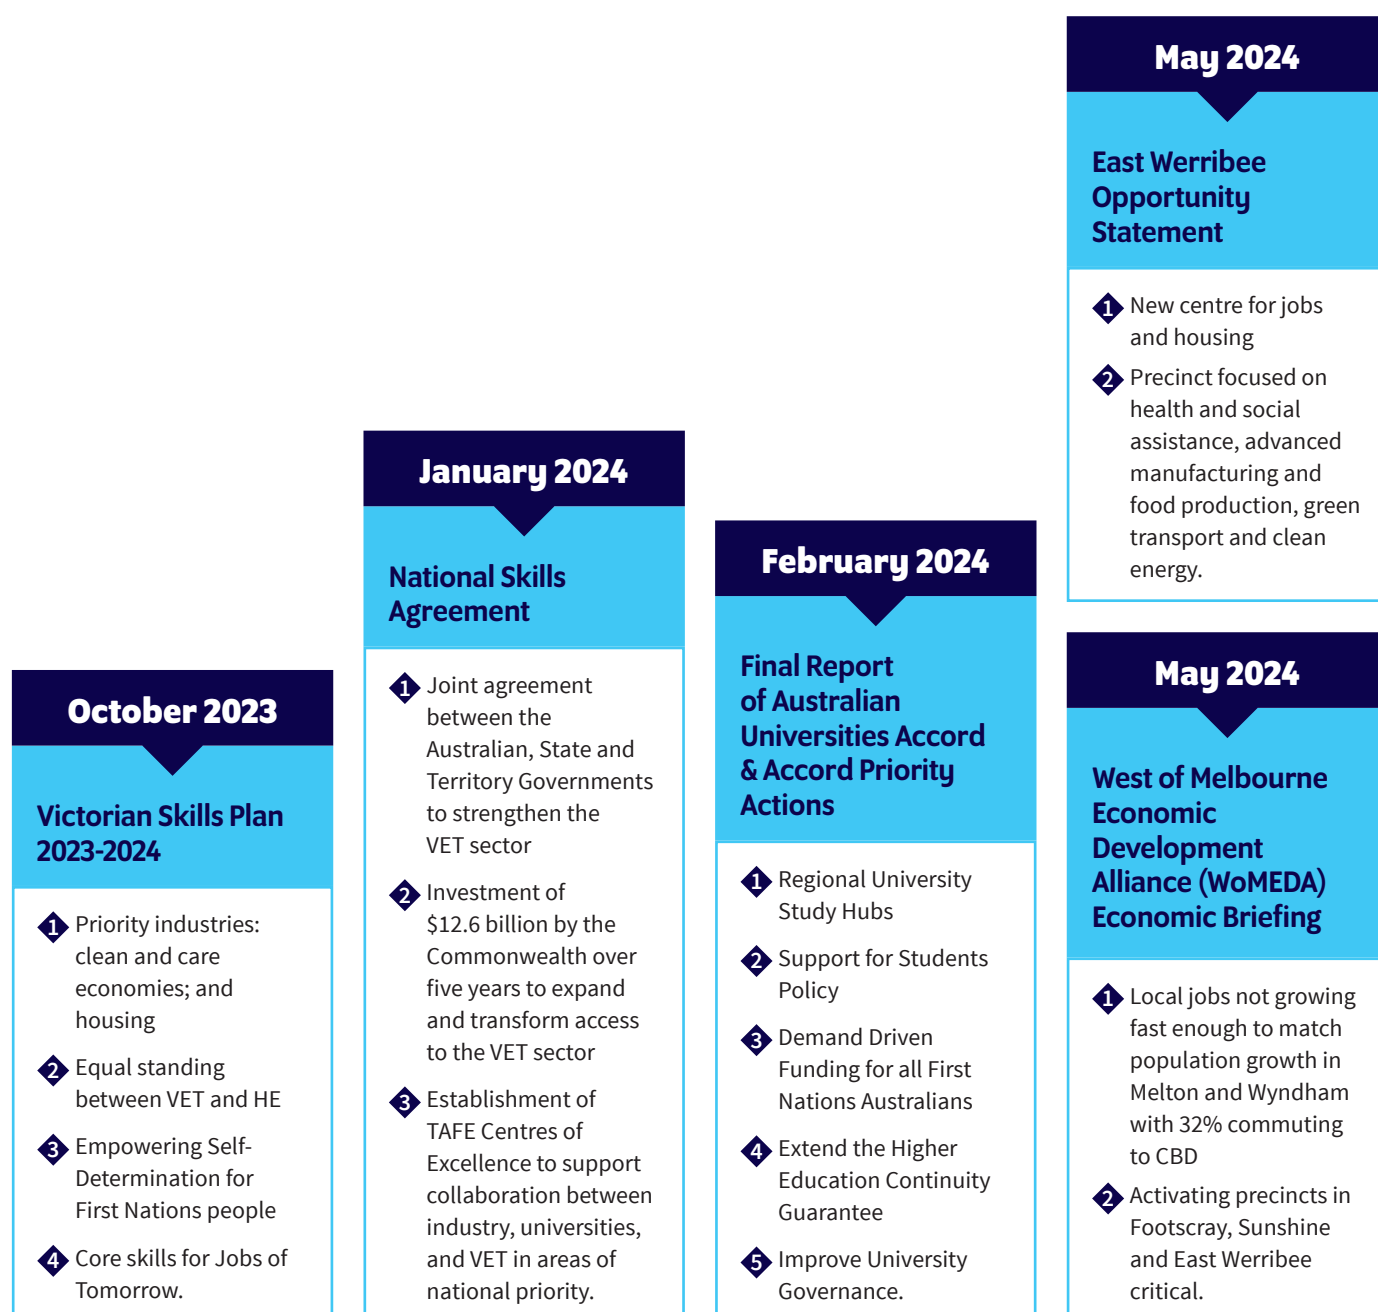 October 2023
Victorian Skills Plan
2023-2024
1 Priority industries:
clean and care
economies; and
housing
2 Equal standing
between VET and HE
3 Empowering Self-
Determination for
First Nations people
4 Core skills for Jobs of
Tomorrow.
January 2024
National Skills
Agreement
1 Joint agreement
between the
Australian, State and
Territory Governments
to strengthen the
VET sector
2 Investment of
$12.6 billion by the
Commonwealth over
five years to expand
and transform access
to the VET sector
3 Establishment of
TAFE Centres of
Excellence to support
collaboration between
industry, universities,
and VET in areas of
national priority.
February 2024
Final Report
of Australian
Universities Accord
& Accord Priority
Actions
1 Regional University
Study Hubs
2 Support for Students
Policy
3 Demand Driven
Funding for all First
Nations Australians
4 Extend the Higher
Education Continuity
Guarantee
5 Improve University
Governance.
May 2024
East Werribee
Opportunity
Statement
1 New centre for jobs
and housing
2 Precinct focused on
health and social
assistance, advanced
manufacturing and
food production, green
transport and clean
energy.
May 2024
West of Melbourne
Economic
Development
Alliance (WoMEDA)
Economic Briefing
1 Local jobs not growing
fast enough to match
population growth in
Melton and Wyndham
with 32% commuting
to CBD
2 Activating precincts in
Footscray, Sunshine
and East Werribee
critical.